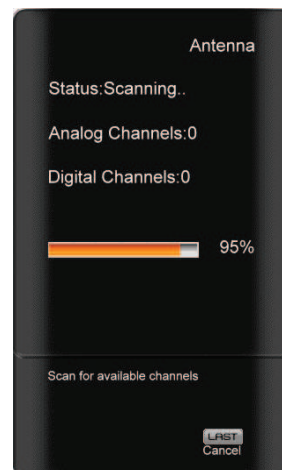 Antenna
Status:Scanning..
Analog Channels:0
Digital Channels:0
95%
Scan for available channels
LAST
Cancel